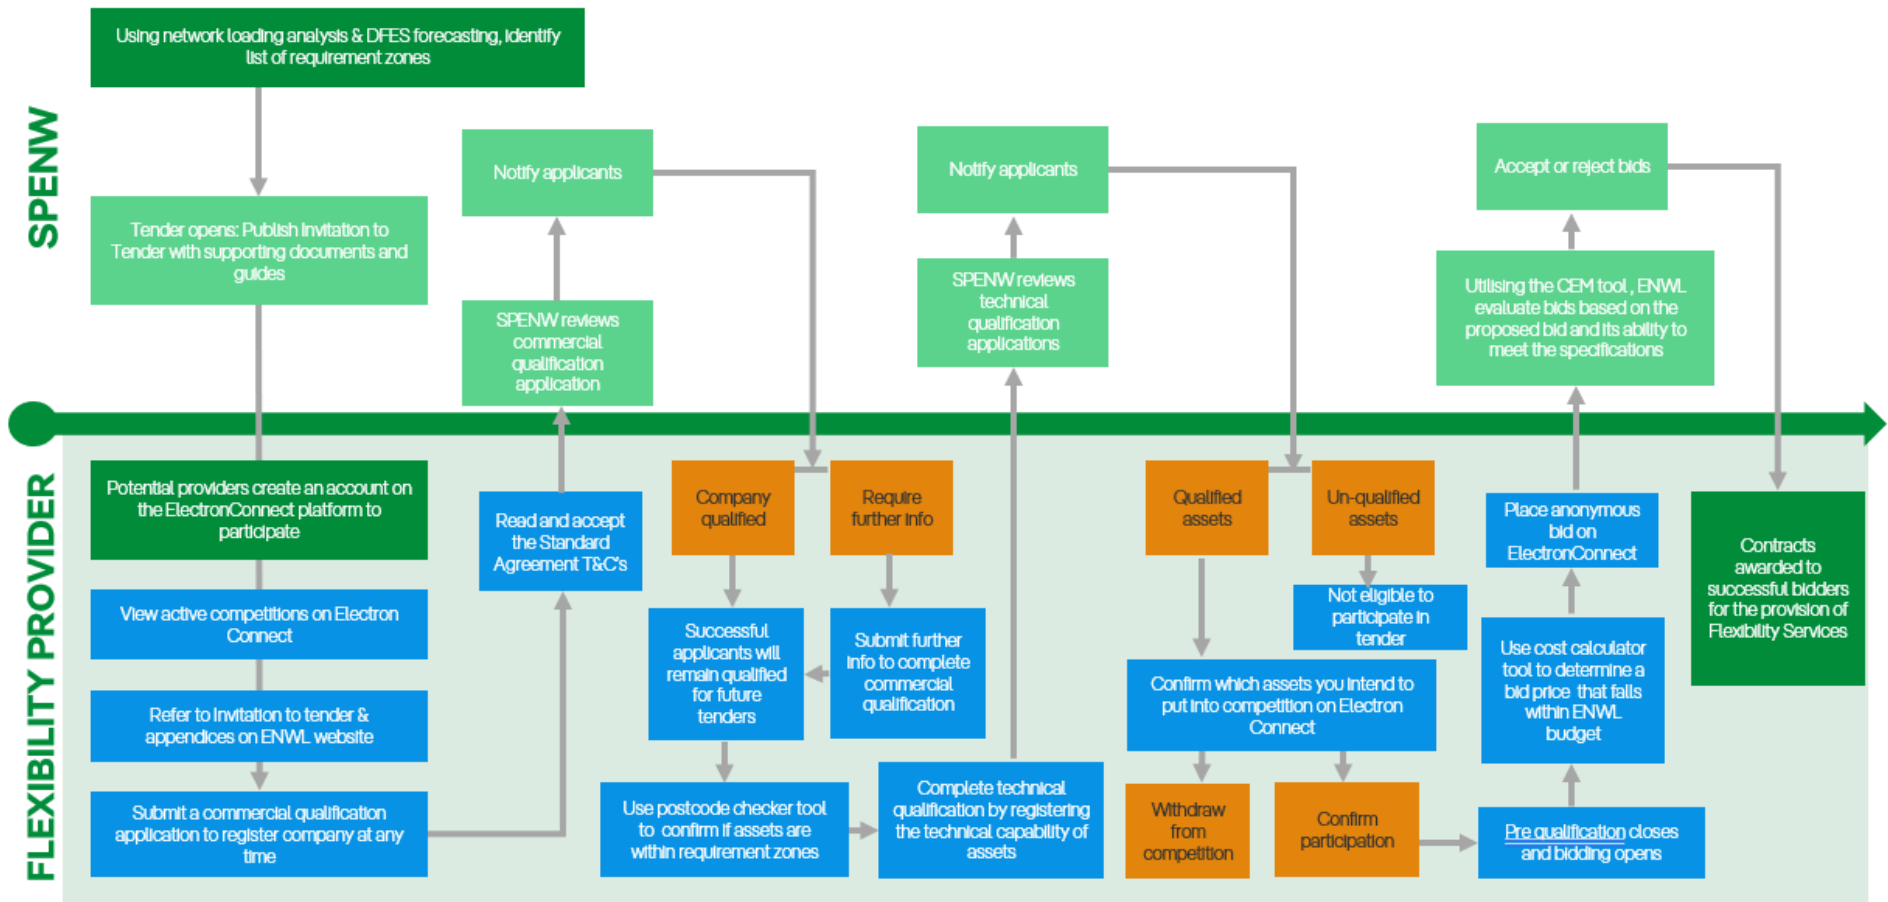 SPENW
Using network loading analysis & DFES forecasting, identify
list of requirement zones
Tender opens: Publish Invitation to
Tender with supporting documents and
guides
Notify applicants
SPENW reviews
commercial
qualification
application
Notify applicants
SPENW reviews
technical
qualification
applications
Accept or reject bids
Utilising the CEM tool , ENWL
evaluate bids based on the
proposed bid and its ability to
meet the specifications
FLEXIBILITY PROVIDER
Potential providers create an account on
the ElectronConnect platform to
participate
View active competitions on Electron
Connect
Refer to Invitation to tender &
appendices on ENWL website
Submit a commercial qualification
application to register company at any
time
Read and accept
the Standard
Agreement T&C's
Company
qualified
Require
further info
Successful
applicants will
remain qualified
for future
tenders
Submit further
info to complete
commercial
qualification
Use postcode checker tool
to confirm if assets are
within requirement zones
Complete technical
qualification by registering
the technical capability of
assets
Qualified
assets
Un-qualified
assets
Not eligible to
participate in
tender
Confirm which assets you intend to
put into competition on Electron
Connect
Withdraw
from
competition
Confirm
participation
Pre qualification closes
and bidding opens
Use cost calculator
tool to determine a
bid price that falls
within ENWL
budget
Place anonymous
bid on
ElectronConnect
Contracts
awarded to
successful bidders
for the provision of
Flexibility Services